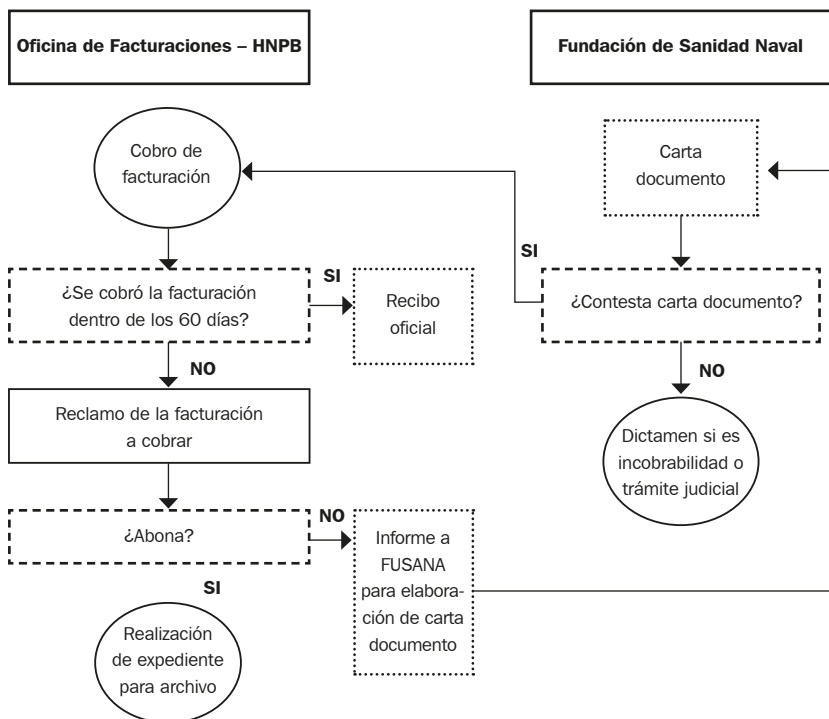 Oficina de Facturaciones – HNPB
Fundación de Sanidad Naval
Cobro de
facturación
Carta
documento
SI
¿Se cobró la facturación
dentro de los 60 días?
SI
Recibo
oficial
¿Contesta carta documento?
NO
NO
Reclamo de la facturación
a cobrar
Dictamen si es
incobrabilidad o
trámite judicial
¿Abona?
NO
Informe a
FUSANA
para elabora-
ción de carta
documento
SI
Realización
de expediente
para archivo